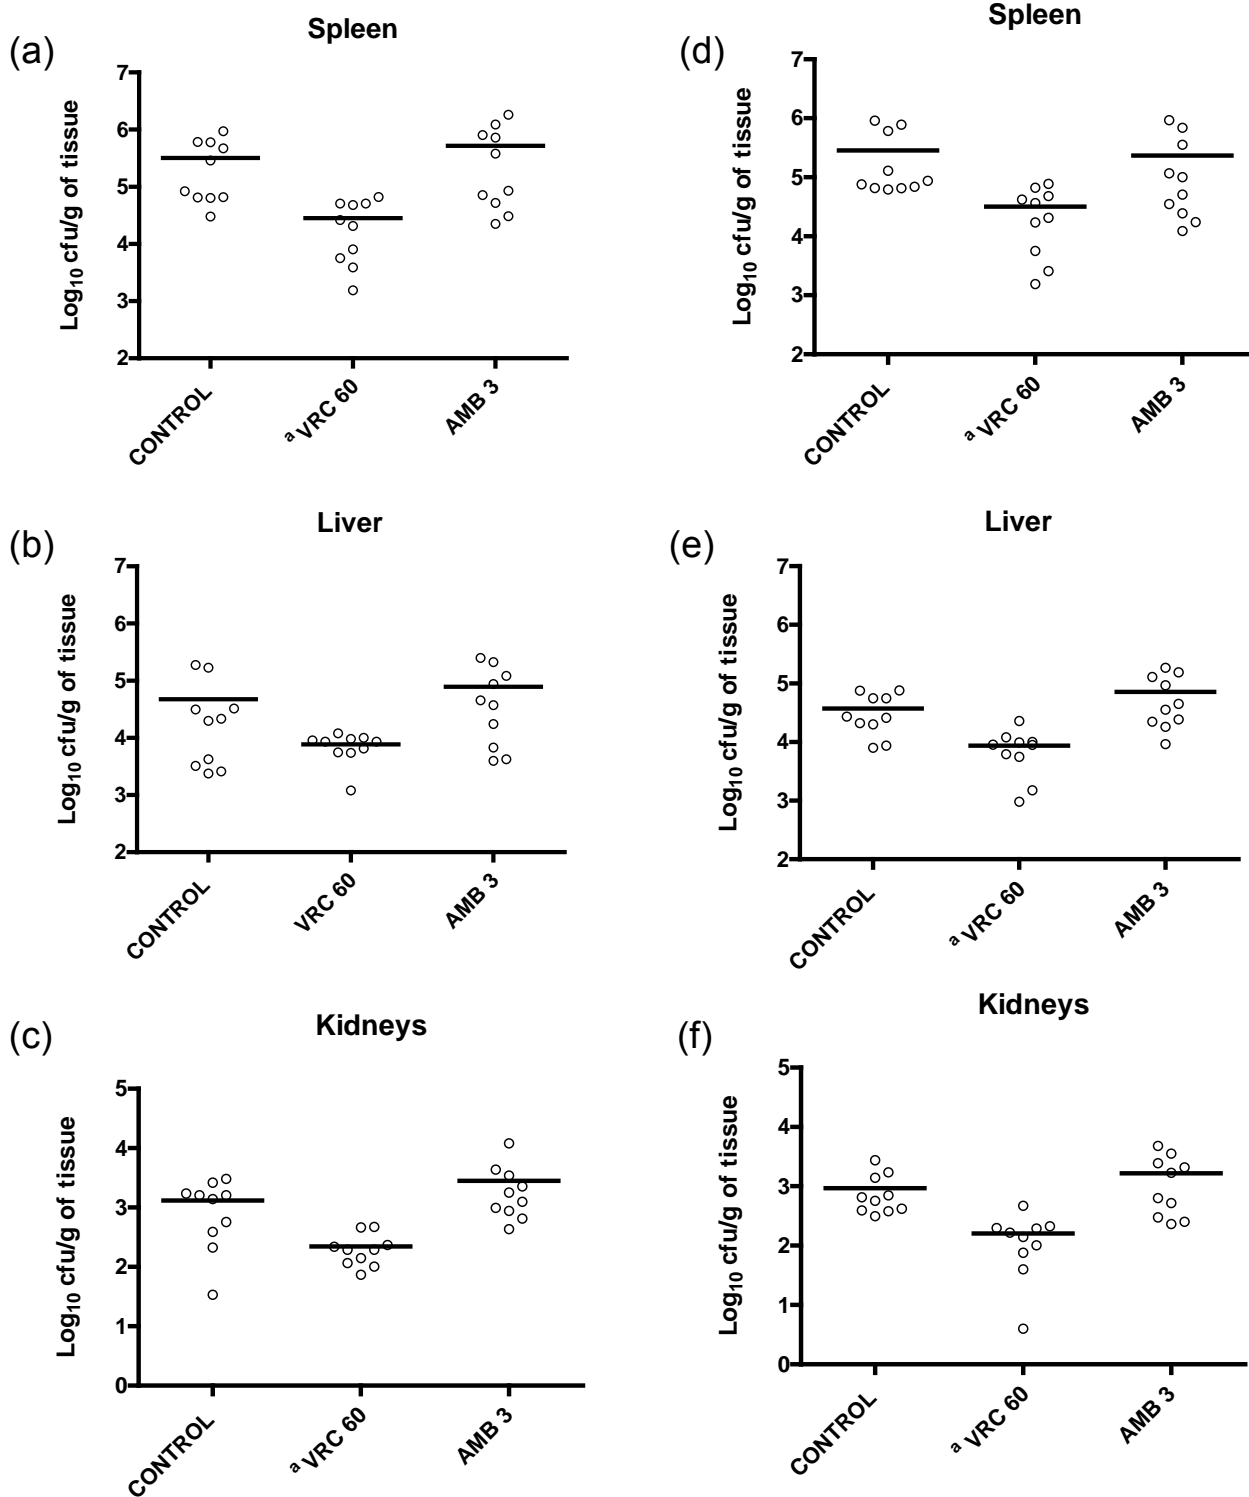 (a)
Spleen
Log₁₀ cfu/g of tissue
7
6
5
4
3
2
CONTROL
ᵃ VRC 60
AMB 3
(d)
Spleen
Log₁₀ cfu/g of tissue
7
6
5
4
3
2
CONTROL
ᵃ VRC 60
AMB 3
(b)
Liver
Log₁₀ cfu/g of tissue
7
6
5
4
3
2
CONTROL
VRC 60
AMB 3
(e)
Liver
Log₁₀ cfu/g of tissue
7
6
5
4
3
2
CONTROL
ᵃ VRC 60
AMB 3
(c)
Kidneys
Log₁₀ cfu/g of tissue
5
4
3
2
1
0
CONTROL
ᵃ VRC 60
AMB 3
(f)
Kidneys
Log₁₀ cfu/g of tissue
5
4
3
2
1
0
CONTROL
ᵃ VRC 60
AMB 3